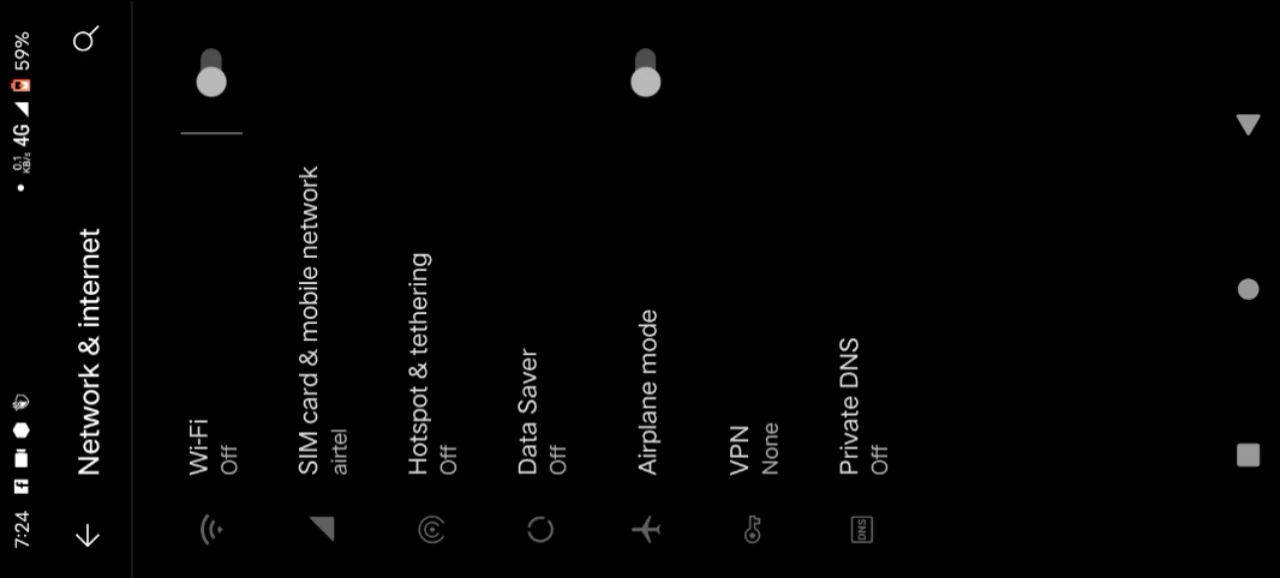 7:24
0.1
KB/s
4G
59%
Network & internet
Wi-Fi
Off
SIM card & mobile network
airtel
Hotspot & tethering
Off
Data Saver
Off
Airplane mode
VPN
None
DNS
Private DNS
Off